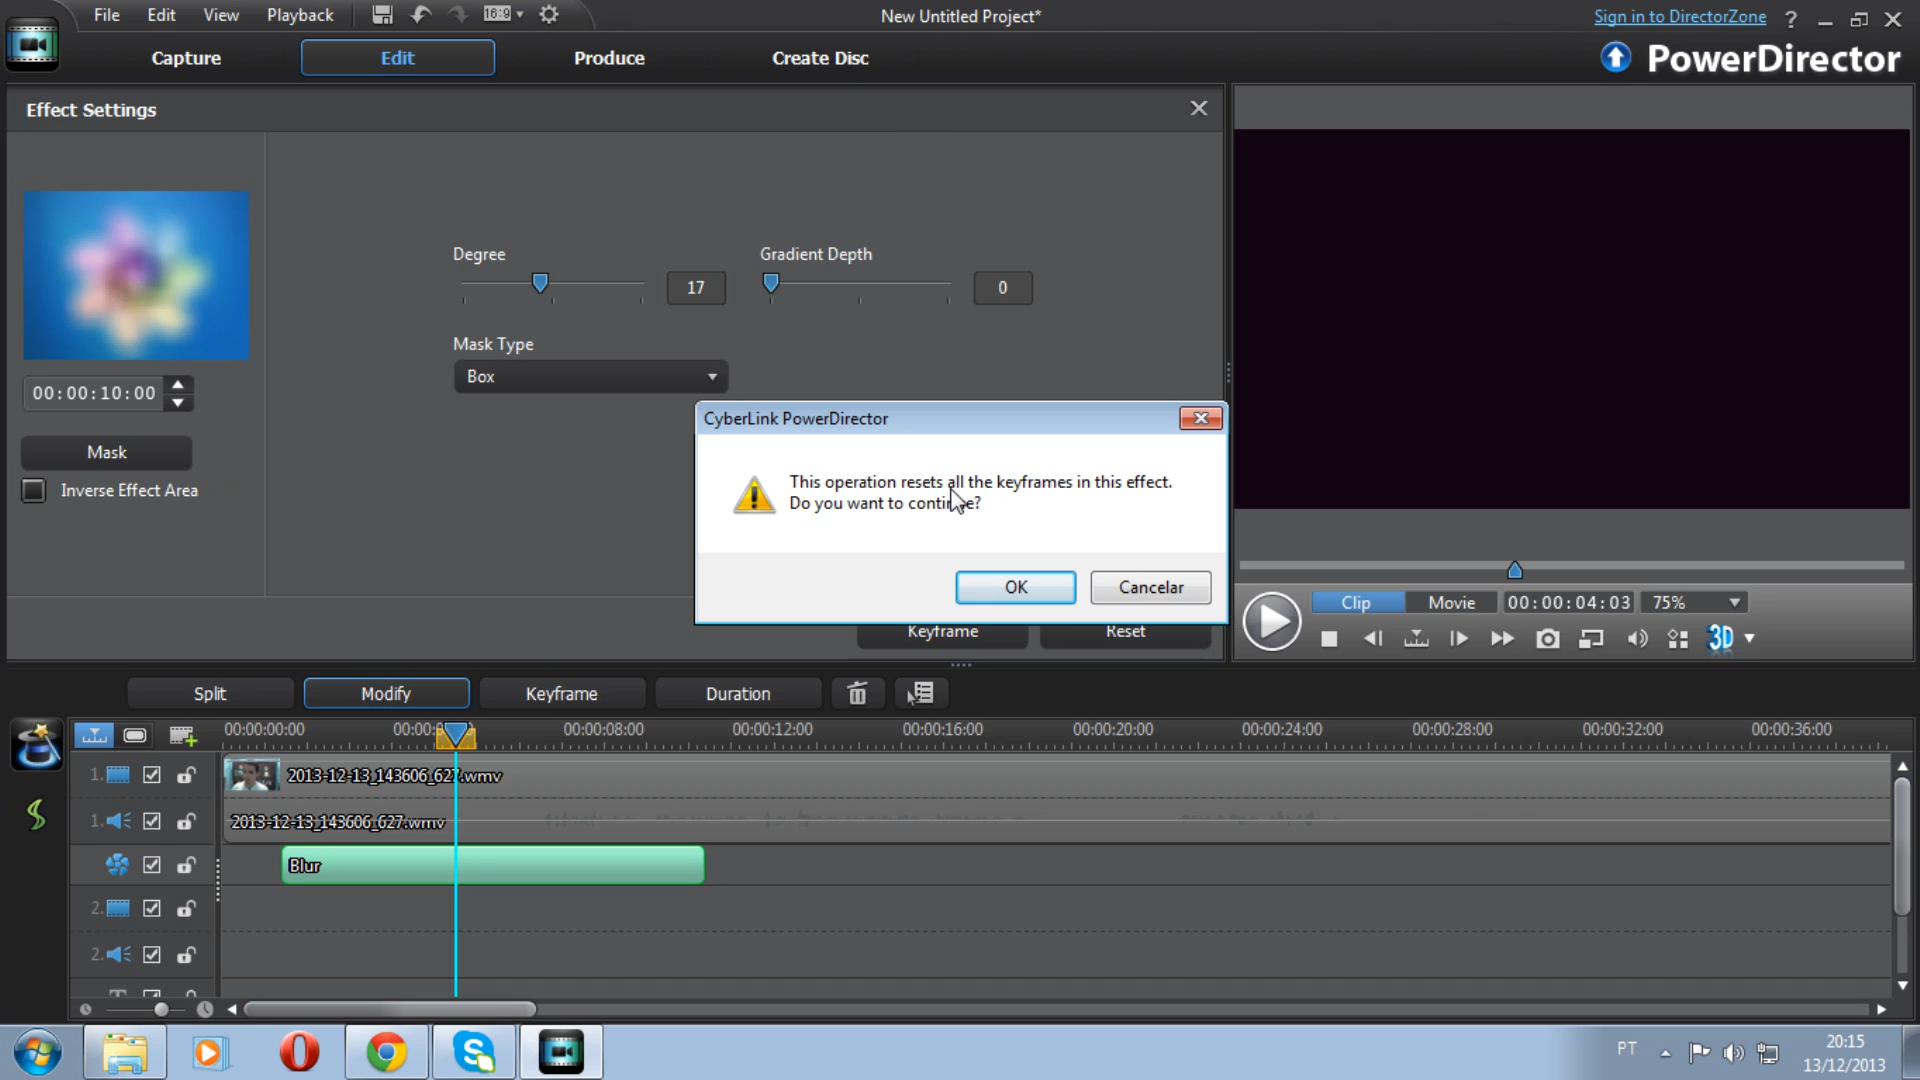 File Edit View Playback 16:9 New Untitled Project* Sign in to DirectorZone ?
Capture Edit Produce Create Disc PowerDirector
Effect Settings
Degree Gradient Depth
17 0
Mask Type
Box
00:00:10:00
Mask
Inverse Effect Area
CyberLink PowerDirector
This operation resets all the keyframes in this effect.
Do you want to continue?
OK Cancelar
Keyframe Reset
Clip Movie 00:00:04:03 75%
3D
Split Modify Keyframe Duration
00:00:00:00 00:00:08:00 00:00:12:00 00:00:16:00 00:00:20:00 00:00:24:00 00:00:28:00 00:00:32:00 00:00:36:00
1. 2013-12-13_143606_627.wmv
1. 2013-12-13_143606_627.wmv
Blur
2.
2.
PT 20:15
13/12/2013